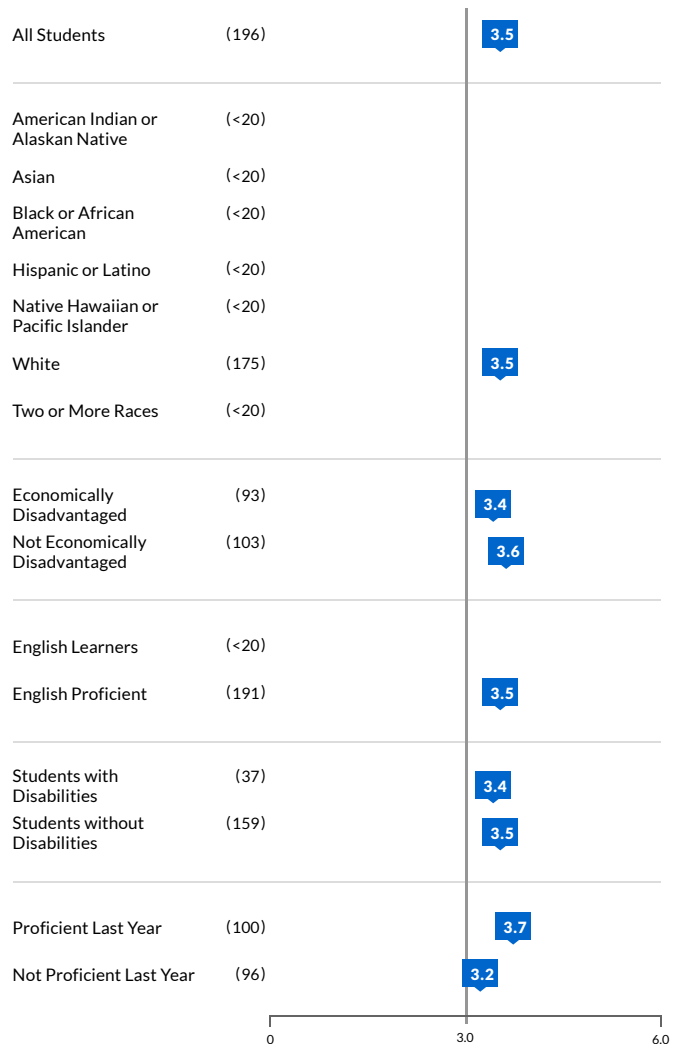 All Students (196) 3.5
American Indian or (<20)
Alaskan Native
Asian (<20)
Black or African (<20)
American
Hispanic or Latino (<20)
Native Hawaiian or (<20)
Pacific Islander
White (175) 3.5
Two or More Races (<20)
Economically (93) 3.4
Disadvantaged
Not Economically (103) 3.6
Disadvantaged
English Learners (<20)
English Proficient (191) 3.5
Students with (37) 3.4
Disabilities
Students without (159) 3.5
Disabilities
Proficient Last Year (100) 3.7
Not Proficient Last Year (96) 3.2
0 3.0 6.0